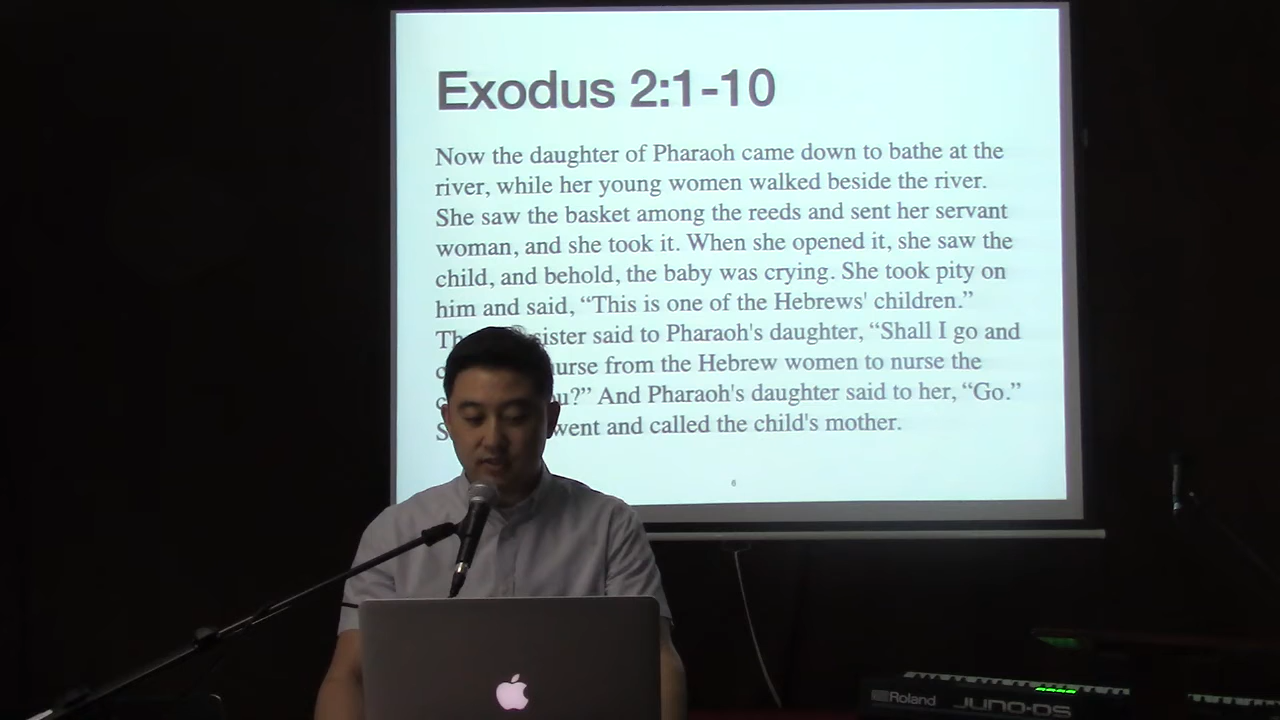 Exodus 2:1-10
Now the daughter of Pharaoh came down to bathe at the
river, while her young women walked beside the river.
She saw the basket among the reeds and sent her servant
woman, and she took it. When she opened it, she saw the
child, and behold, the baby was crying. She took pity on
him and said, “This is one of the Hebrews' children.”
sister said to Pharaoh's daughter, “Shall I go and
from the Hebrew women to nurse the
And Pharaoh's daughter said to her, “Go.”
went and called the child's mother.
6
Roland
JUNO-DS